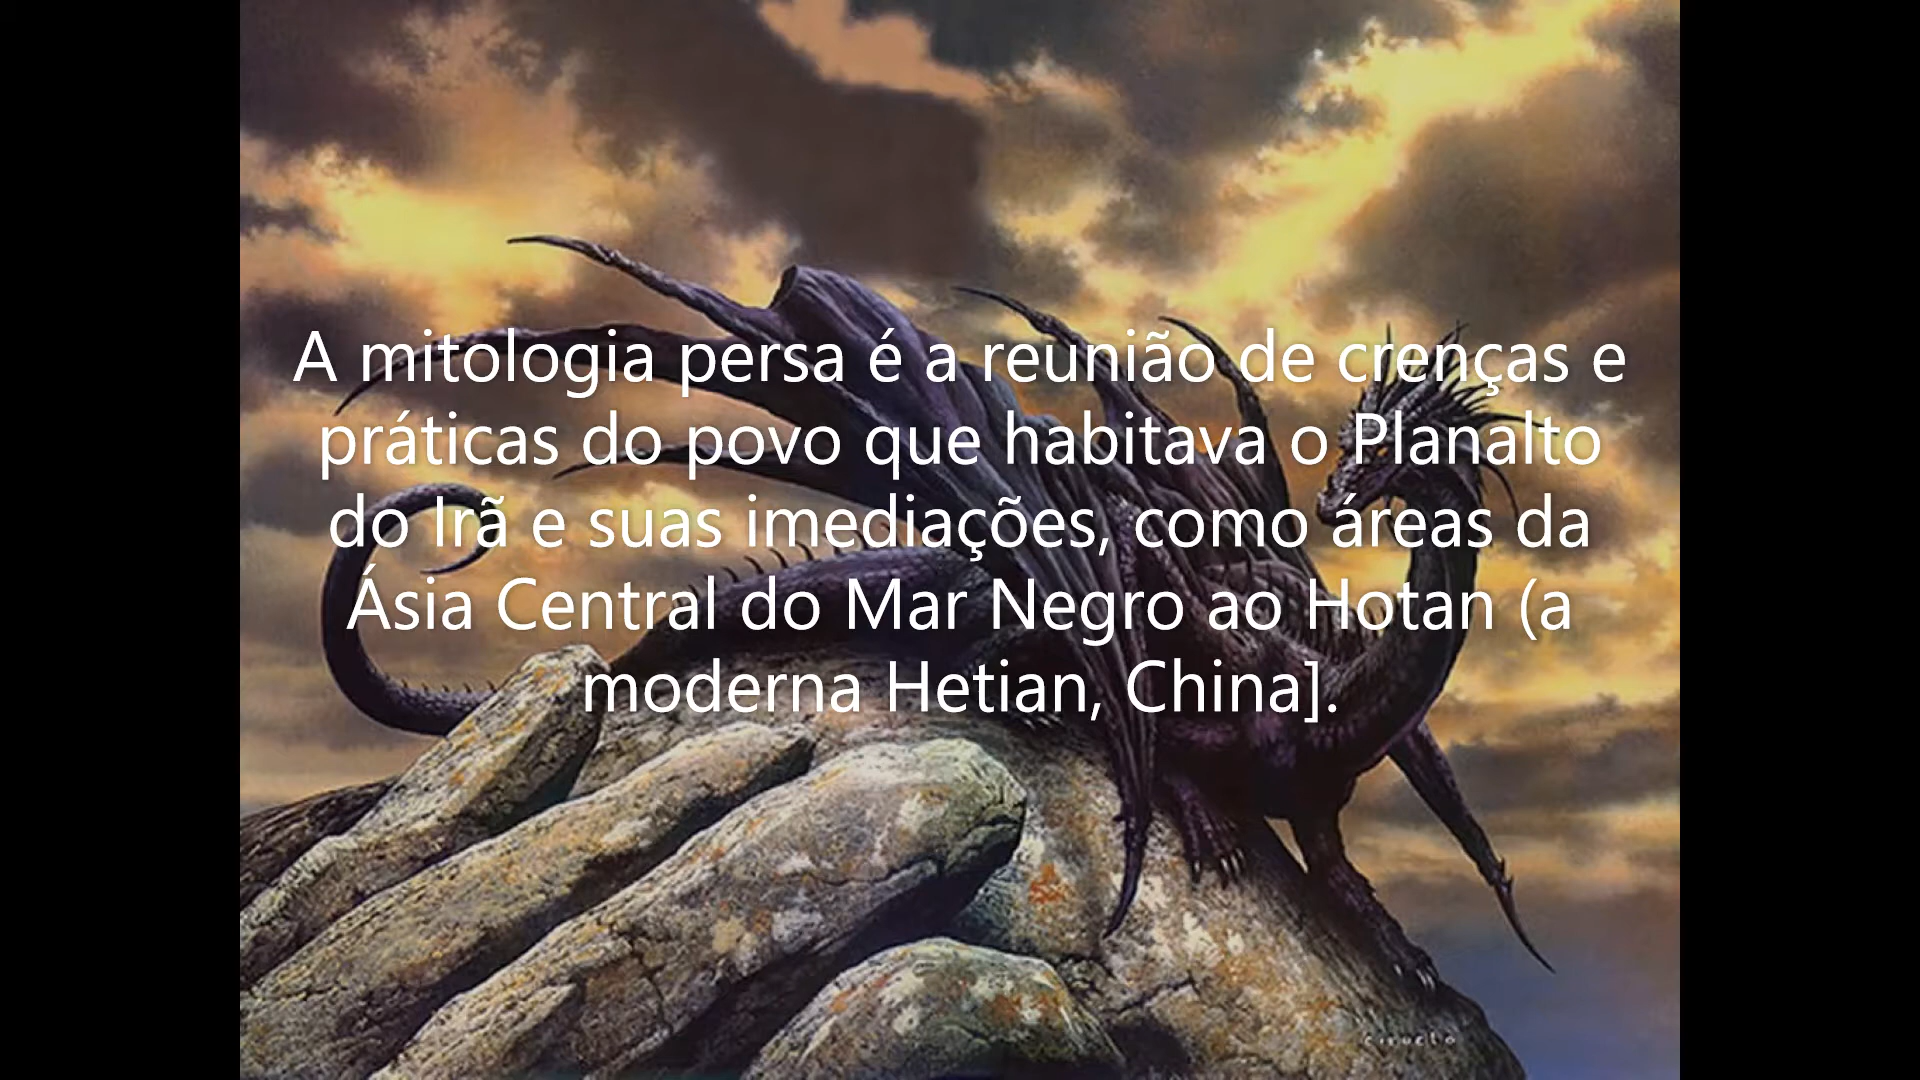 A mitologia persa é a reunião de crenças e
práticas do povo que habitava o Planalto
do Irã e suas imediações, como áreas da
Ásia Central do Mar Negro ao Hotan (a
moderna Hetian, China].
ciruelo